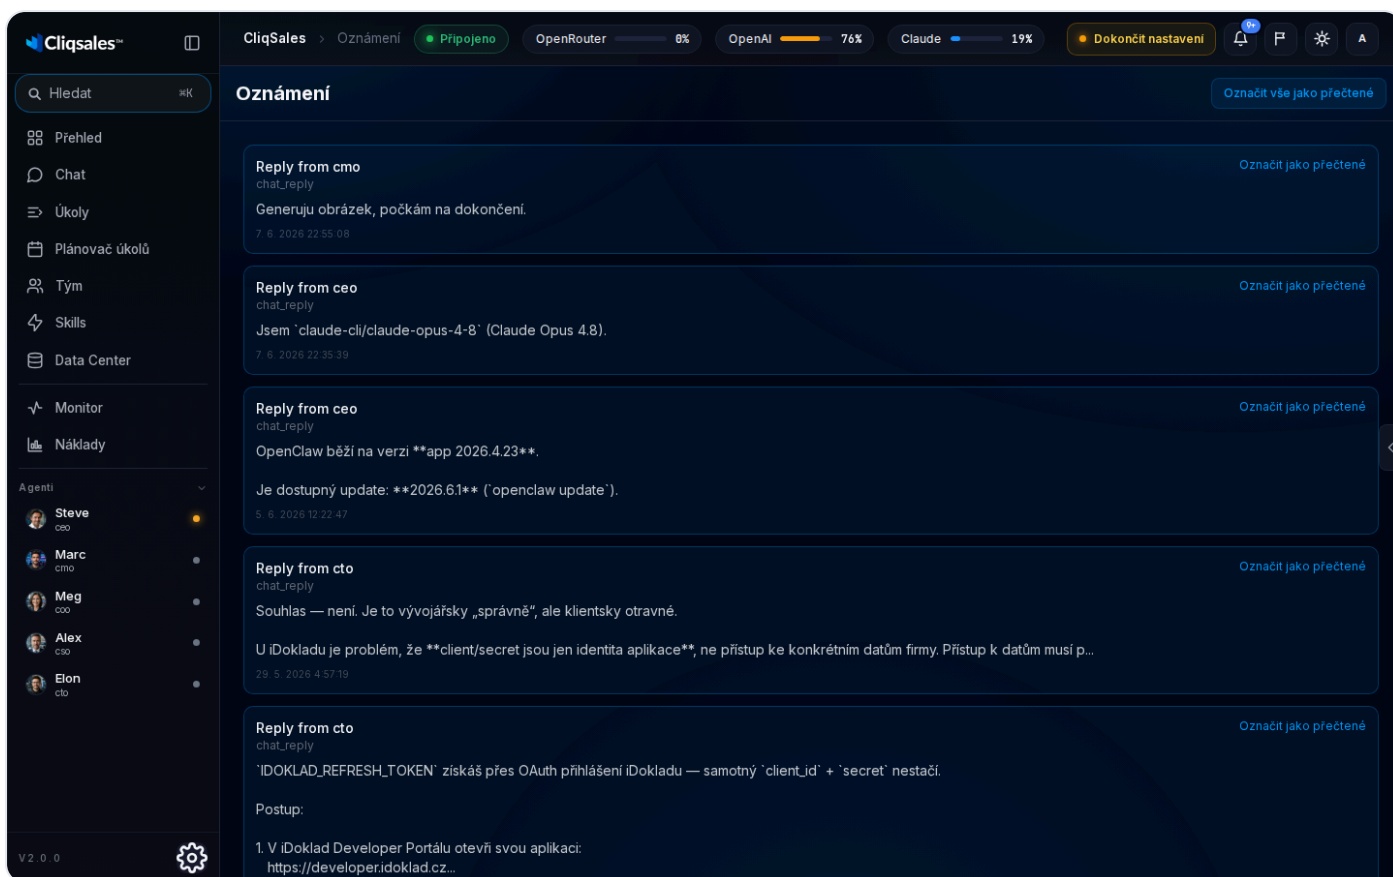 Cliqsales™
Hledat ⌘K
Přehled
Chat
Úkoly
Plánovač úkolů
Tým
Skills
Data Center
Monitor
Náklady
Agenti
Steve
ceo
Marc
cmo
Meg
coo
Alex
cso
Elon
cto
V2.0.0
CliqSales › Oznámení Připojeno OpenRouter 0% OpenAI 76% Claude 19% Dokončit nastavení 9+ A
Oznámení Označit vše jako přečtené
Reply from cmo Označit jako přečtené
chat_reply
Generuju obrázek, počkám na dokončení.
7. 6. 2026 22:55:08
Reply from ceo Označit jako přečtené
chat_reply
Jsem `claude-cli/claude-opus-4-8` (Claude Opus 4.8).
7. 6. 2026 22:35:39
Reply from ceo Označit jako přečtené
chat_reply
OpenClaw běží na verzi **app 2026.4.23**.
Je dostupný update: **2026.6.1** (`openclaw update`).
5. 6. 2026 12:22:47
Reply from cto Označit jako přečtené
chat_reply
Souhlas — není. Je to vývojářsky „správně“, ale klientsky otravné.
U iDokladu je problém, že **client/secret jsou jen identita aplikace**, ne přístup ke konkrétním datům firmy. Přístup k datům musí p...
29. 5. 2026 4:57:19
Reply from cto Označit jako přečtené
chat_reply
`IDOKLAD_REFRESH_TOKEN` získáš přes OAuth přihlášení iDokladu — samotný `client_id` + `secret` nestačí.
Postup:
1. V iDoklad Developer Portálu otevři svou aplikaci:
https://developer.idoklad.cz...